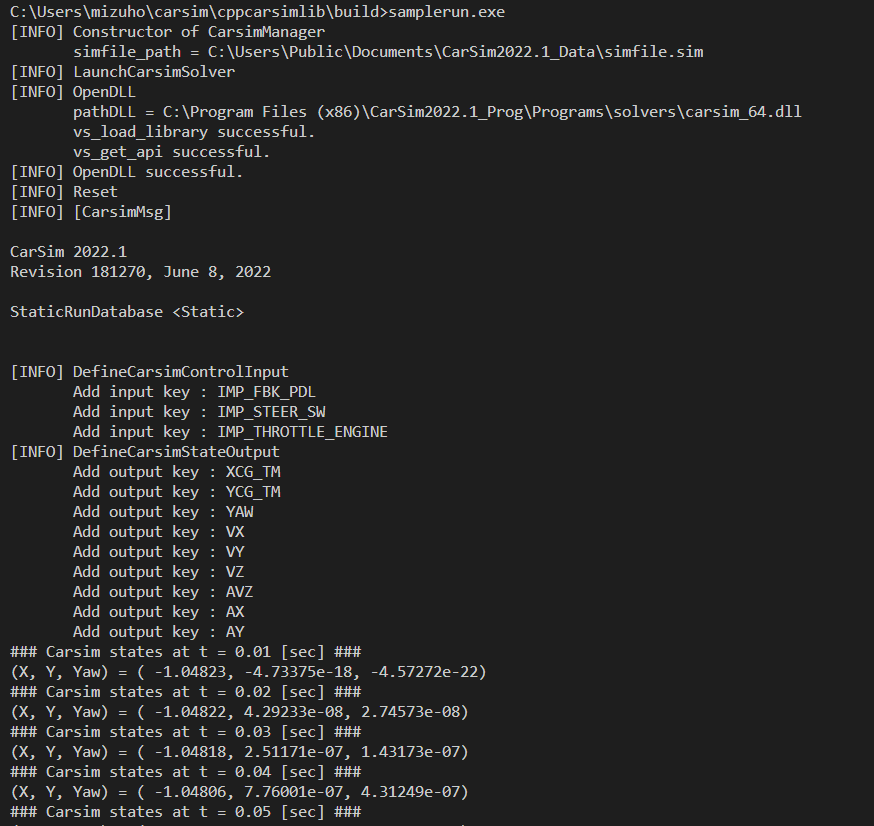 C:\Users\mizuho\carsim\cppcarsimlib\build>samplerun.exe
[INFO] Constructor of CarsimManager
simfile_path = C:\Users\Public\Documents\CarSim2022.1_Data\simfile.sim
[INFO] LaunchCarsimSolver
[INFO] OpenDLL
pathDLL = C:\Program Files (x86)\CarSim2022.1_Prog\Programs\solvers\carsim_64.dll
vs_load_library successful.
vs_get_api successful.
[INFO] OpenDLL successful.
[INFO] Reset
[INFO] [CarsimMsg]
CarSim 2022.1
Revision 181270, June 8, 2022
StaticRunDatabase <Static>
[INFO] DefineCarsimControlInput
Add input key : IMP_FBK_PDL
Add input key : IMP_STEER_SW
Add input key : IMP_THROTTLE_ENGINE
[INFO] DefineCarsimStateOutput
Add output key : XCG_TM
Add output key : YCG_TM
Add output key : YAW
Add output key : VX
Add output key : VY
Add output key : VZ
Add output key : AVZ
Add output key : AX
Add output key : AY
### Carsim states at t = 0.01 [sec] ###
(X, Y, Yaw) = ( -1.04823, -4.73375e-18, -4.57272e-22)
### Carsim states at t = 0.02 [sec] ###
(X, Y, Yaw) = ( -1.04822, 4.29233e-08, 2.74573e-08)
### Carsim states at t = 0.03 [sec] ###
(X, Y, Yaw) = ( -1.04818, 2.51171e-07, 1.43173e-07)
### Carsim states at t = 0.04 [sec] ###
(X, Y, Yaw) = ( -1.04806, 7.76001e-07, 4.31249e-07)
### Carsim states at t = 0.05 [sec] ###